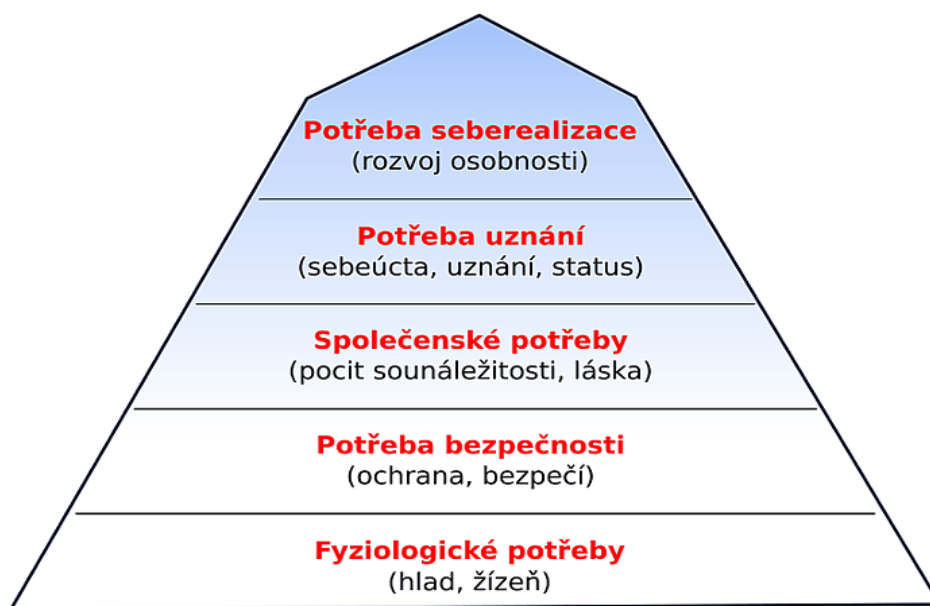 Potřeba seberealizace
(rozvoj osobnosti)
Potřeba uznání
(sebeúcta, uznání, status)
Společenské potřeby
(pocit sounáležitosti, láska)
Potřeba bezpečnosti
(ochrana, bezpečí)
Fyziologické potřeby
(hlad, žízeň)